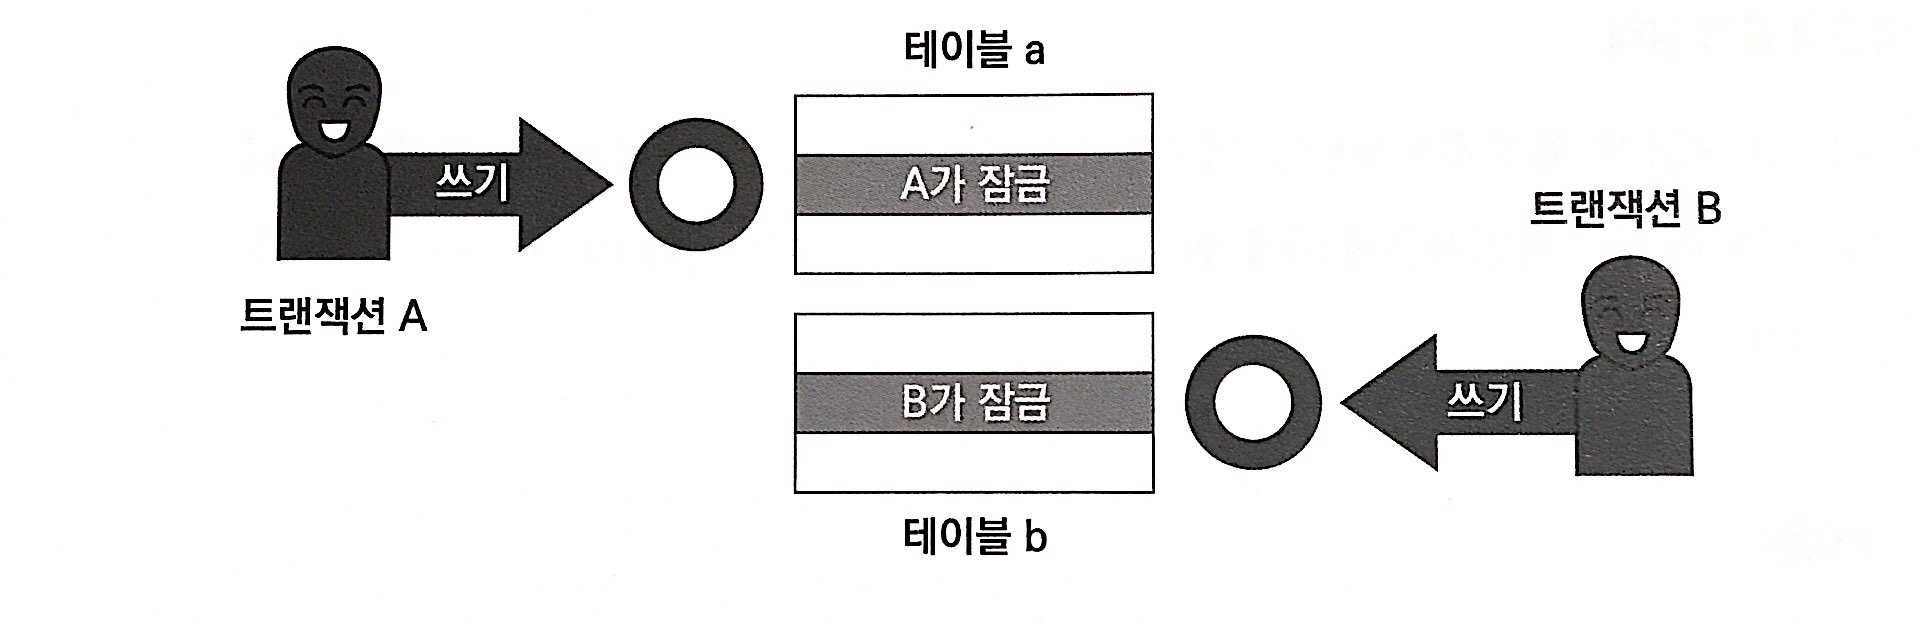 테이블 a
쓰기
A가 잠금
트랜잭션 A
트랜잭션 B
B가 잠금
쓰기
테이블 b